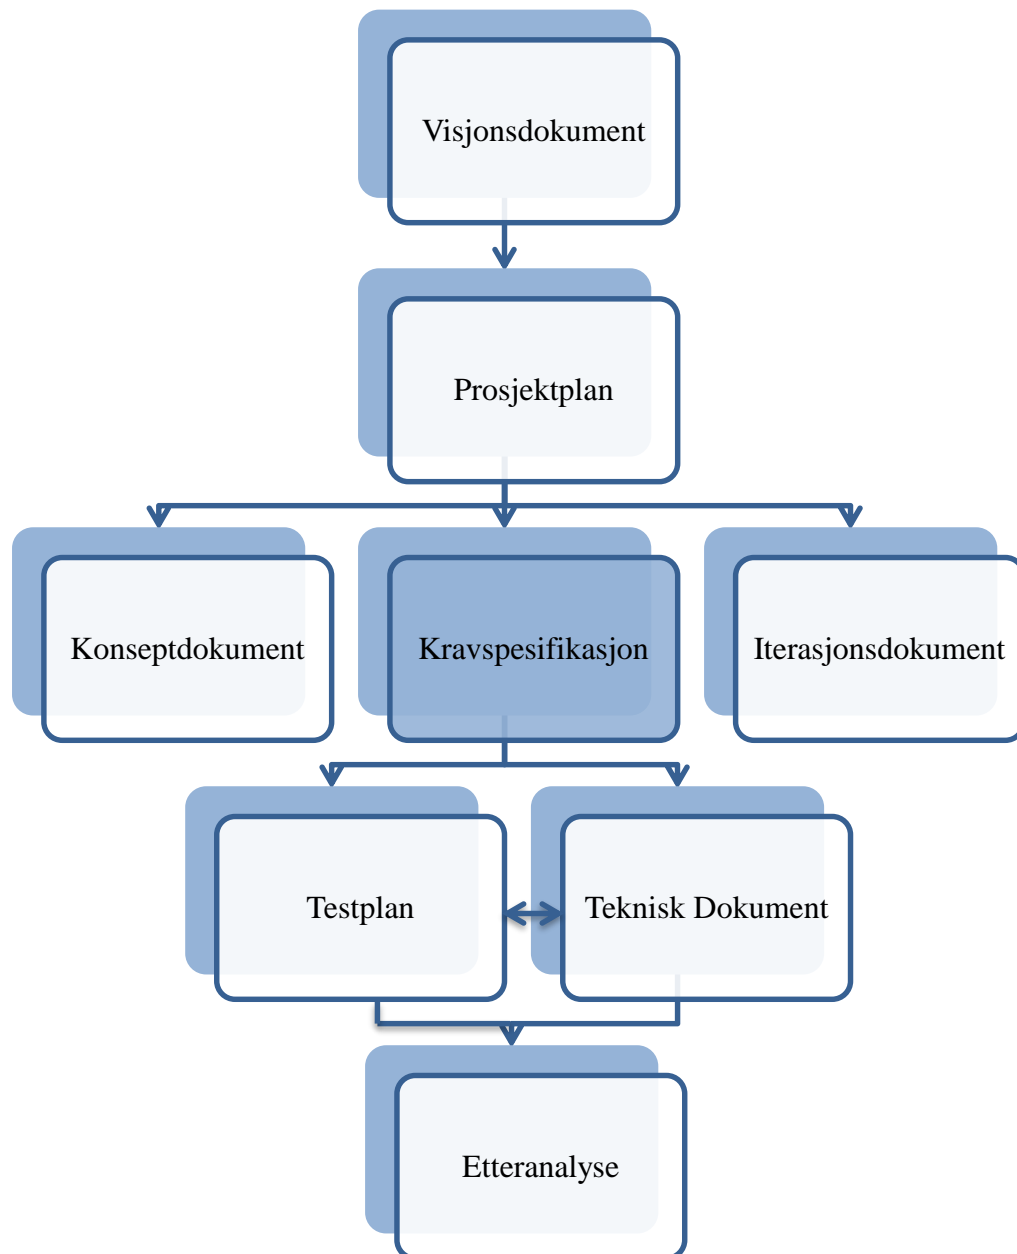 Visjonsdokument
Prosjektplan
Konseptdokument
Kravspesifikasjon
Iterasjonsdokument
Testplan
Teknisk Dokument
Etteranalyse